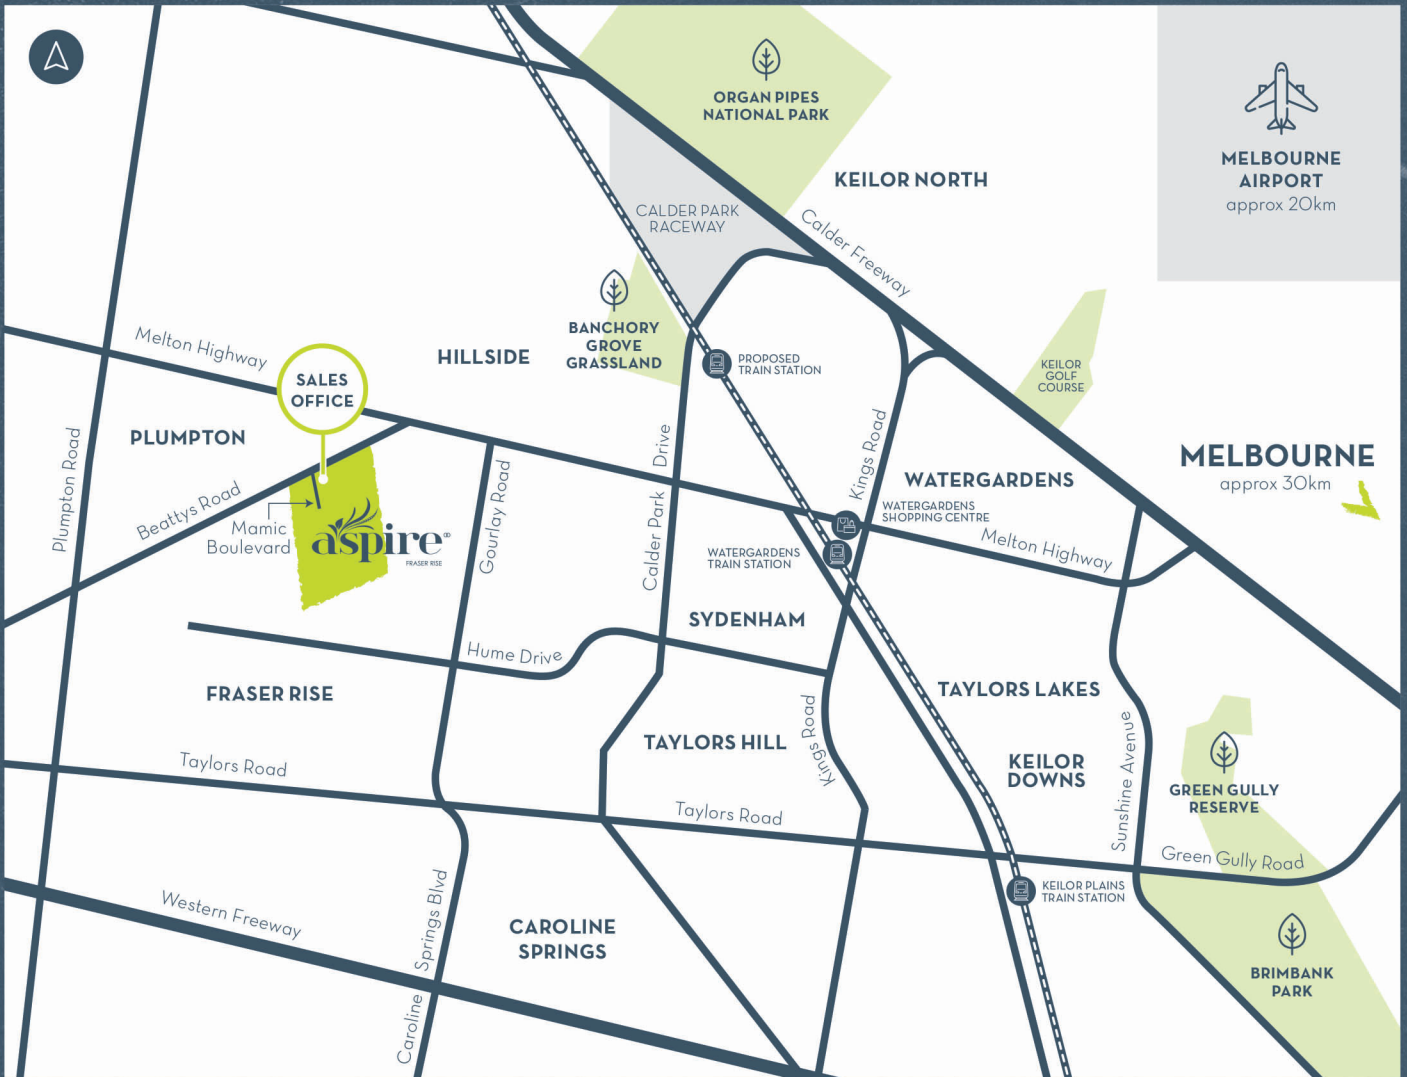 ORGAN PIPES
NATIONAL PARK
MELBOURNE
AIRPORT
approx 20km
KEILOR NORTH
CALDER PARK
RACEWAY
Calder Freeway
BANCHORY
GROVE
GRASSLAND
Melton Highway
HILLSIDE
PROPOSED
TRAIN STATION
KEILOR
GOLF
COURSE
SALES
OFFICE
PLUMPTON
Plumpton Road
Beattys Road
Mamic
Boulevard
aspire
FRASER RISE
Gourlay Road
Calder Park Drive
Kings Road
WATERGARDENS
WATERGARDENS
SHOPPING CENTRE
MELBOURNE
approx 30km
Melton Highway
WATERGARDENS
TRAIN STATION
SYDENHAM
Hume Drive
FRASER RISE
TAYLORS LAKES
TAYLORS HILL
Kings Road
KEILOR
DOWNS
Sunshine Avenue
GREEN GULLY
RESERVE
Taylors Road
Taylors Road
Green Gully Road
KEILOR PLAINS
TRAIN STATION
Western Freeway
Caroline Springs Blvd
CAROLINE
SPRINGS
BRIMBANK
PARK